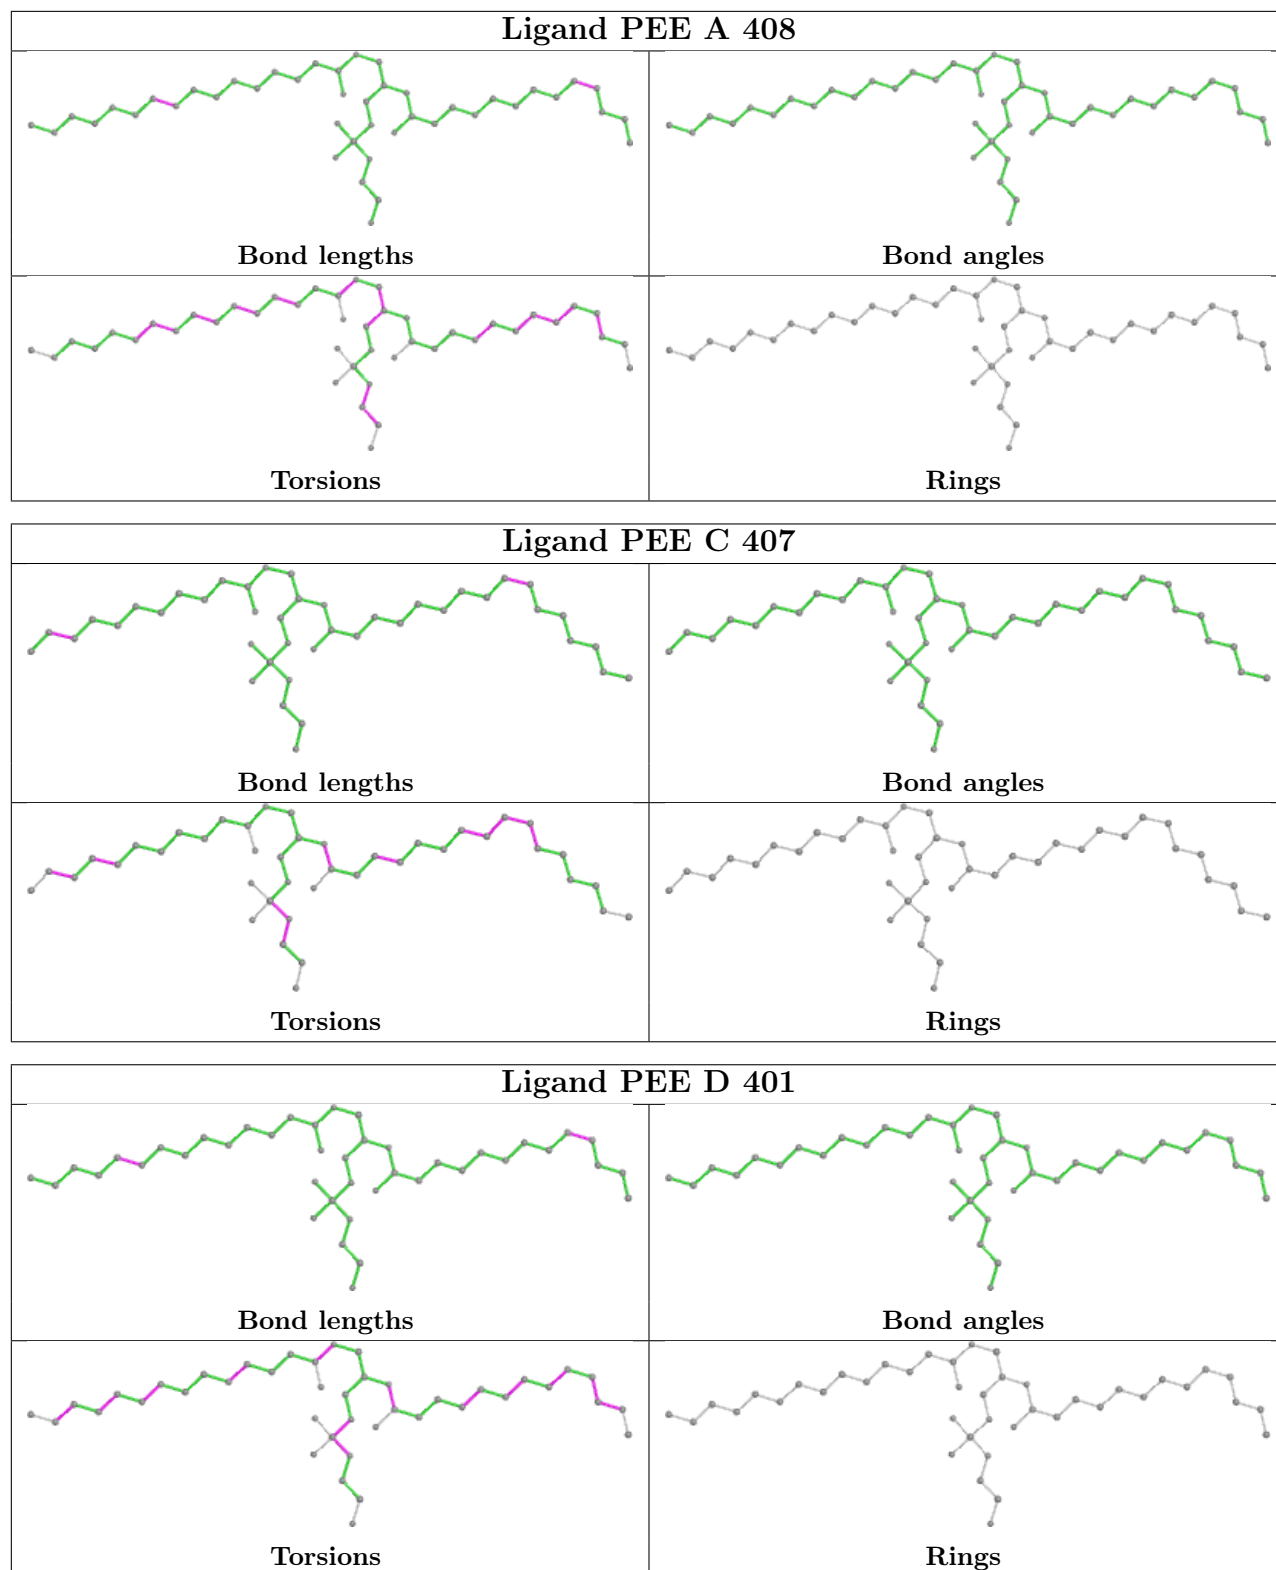 Ligand PEE A 408
Bond lengths
Bond angles
Torsions
Rings
Ligand PEE C 407
Bond lengths
Bond angles
Torsions
Rings
Ligand PEE D 401
Bond lengths
Bond angles
Torsions
Rings